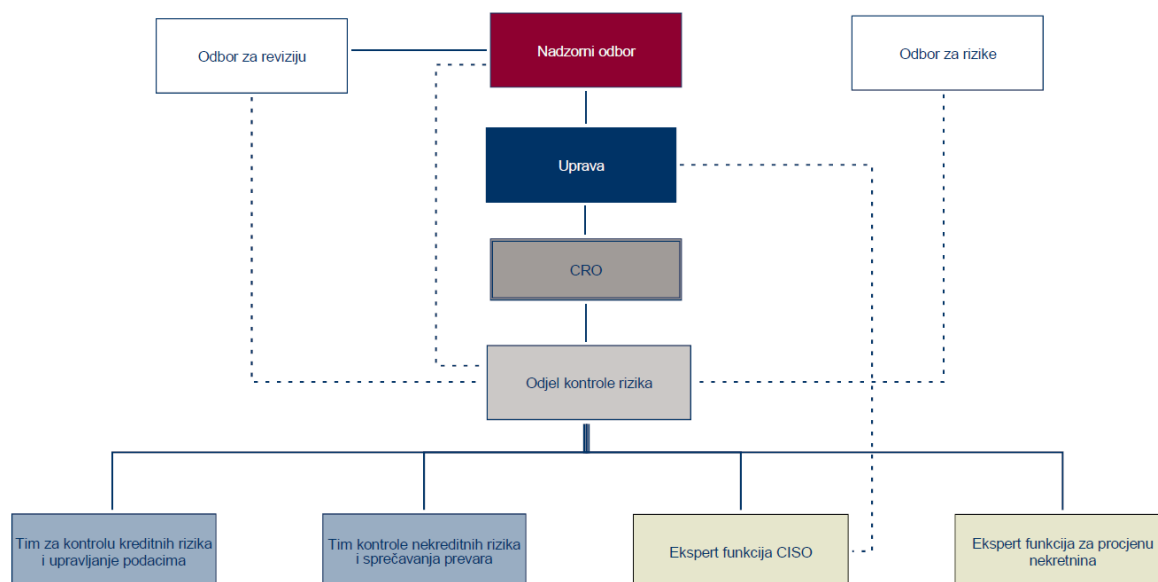 Odbor za reviziju
Nadzorni odbor
Odbor za rizike
Uprava
CRO
Odjel kontrole rizika
Tim za kontrolu kreditnih rizika
i upravljanje podacima
Tim kontrole nekreditnih rizika
i sprečavanja prevara
Ekspert funkcija CISO
Ekspert funkcija za procjenu
nekretnina